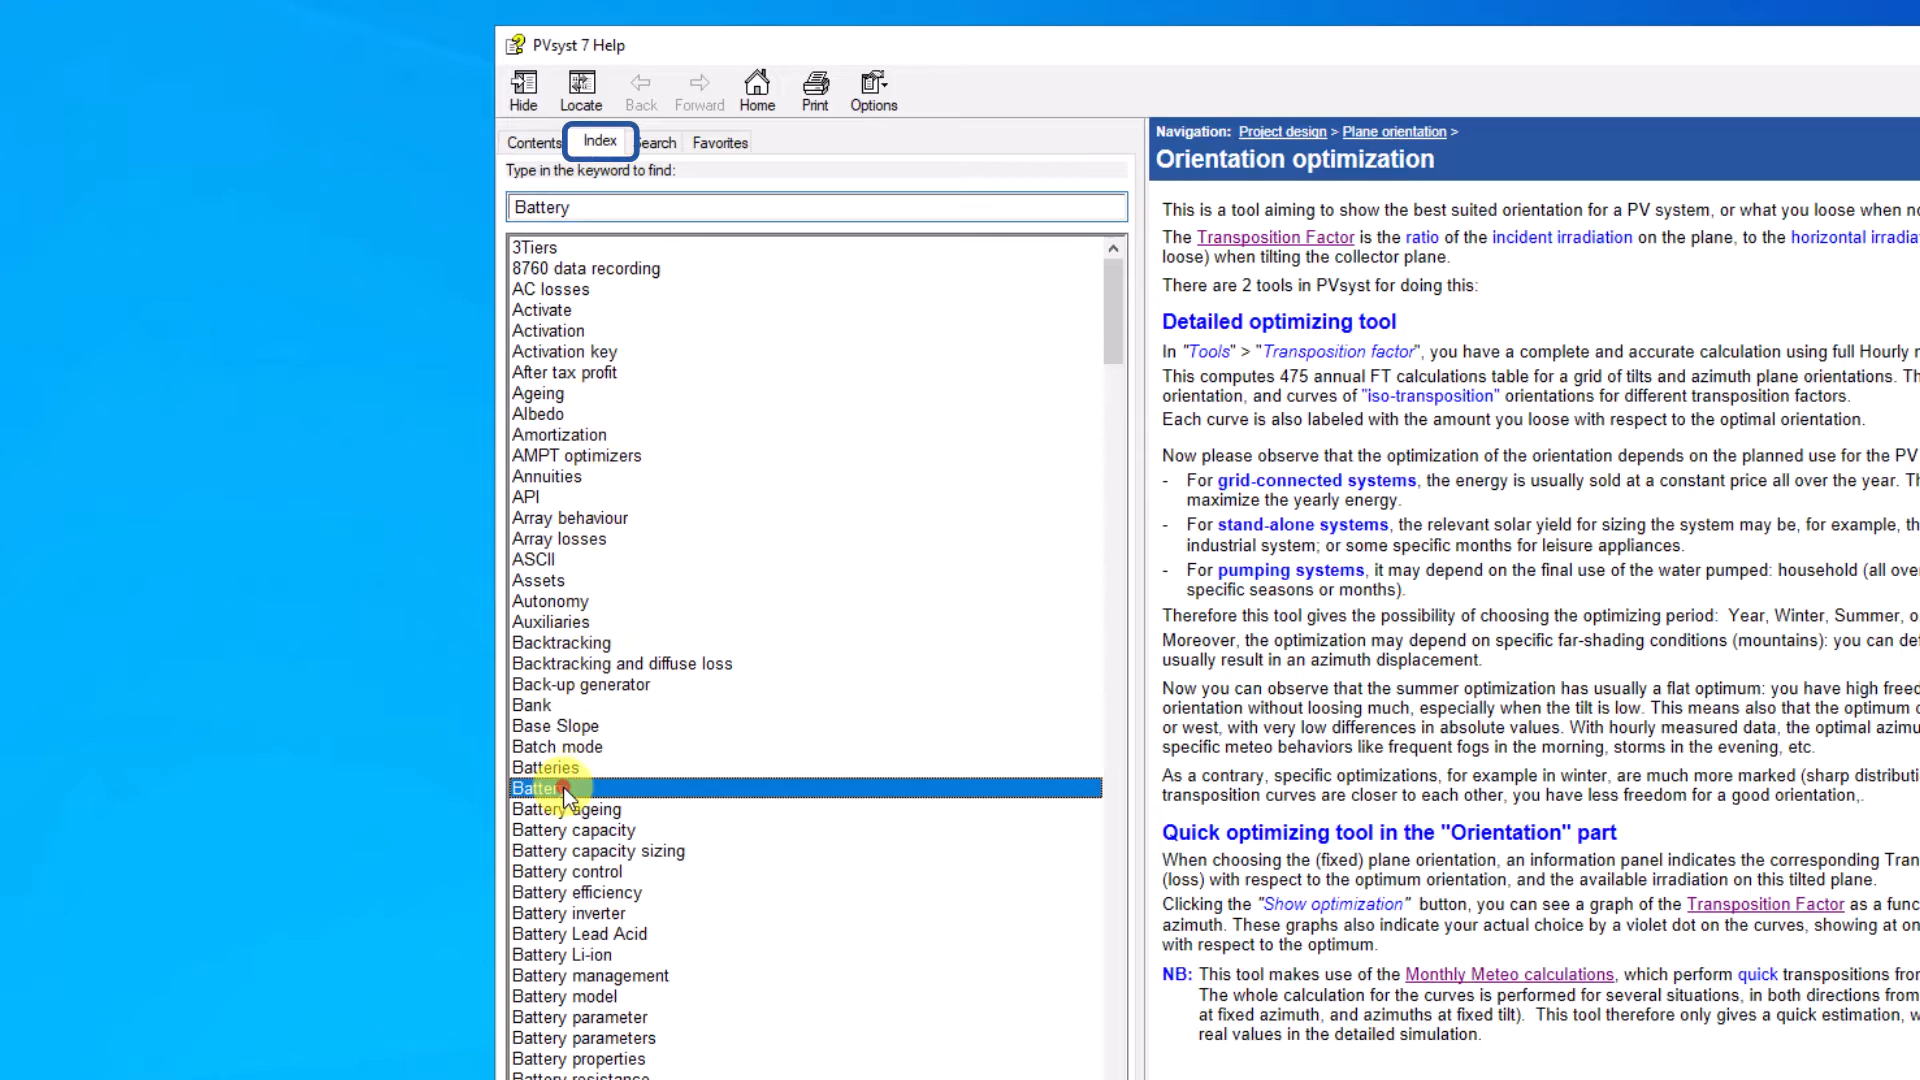 PVsyst 7 Help
Hide Locate Back Forward Home Print Options
Contents Index Search Favorites
Type in the keyword to find:
Battery
3Tiers
8760 data recording
AC losses
Activate
Activation
Activation key
After tax profit
Ageing
Albedo
Amortization
AMPT optimizers
Annuities
API
Array behaviour
Array losses
ASCII
Assets
Autonomy
Auxiliaries
Backtracking
Backtracking and diffuse loss
Back-up generator
Bank
Base Slope
Batch mode
Batteries
Battery
Battery ageing
Battery capacity
Battery capacity sizing
Battery control
Battery efficiency
Battery inverter
Battery Lead Acid
Battery Li-ion
Battery management
Battery model
Battery parameter
Battery parameters
Battery properties
Battery resistance
Navigation: Project design > Plane orientation >
Orientation optimization
This is a tool aiming to show the best suited orientation for a PV system, or what you loose when no
The Transposition Factor is the ratio of the incident irradiation on the plane, to the horizontal irradia
loose) when tilting the collector plane.
There are 2 tools in PVsyst for doing this:
Detailed optimizing tool
In "Tools" > "Transposition factor", you have a complete and accurate calculation using full Hourly
This computes 475 annual FT calculations table for a grid of tilts and azimuth plane orientations. Th
orientation, and curves of "iso-transposition" orientations for different transposition factors.
Each curve is also labeled with the amount you loose with respect to the optimal orientation.
Now please observe that the optimization of the orientation depends on the planned use for the PV
- For grid-connected systems, the energy is usually sold at a constant price all over the year. Th
maximize the yearly energy.
- For stand-alone systems, the relevant solar yield for sizing the system may be, for example, th
industrial system; or some specific months for leisure appliances.
- For pumping systems, it may depend on the final use of the water pumped: household (all ove
specific seasons or months).
Therefore this tool gives the possibility of choosing the optimizing period: Year, Winter, Summer, o
Moreover, the optimization may depend on specific far-shading conditions (mountains): you can def
usually result in an azimuth displacement.
Now you can observe that the summer optimization has usually a flat optimum: you have high freed
orientation without loosing much, especially when the tilt is low. This means also that the optimum o
or west, with very low differences in absolute values. With hourly measured data, the optimal azimu
specific meteo behaviors like frequent fogs in the morning, storms in the evening, etc.
As a contrary, specific optimizations, for example in winter, are much more marked (sharp distributi
transposition curves are closer to each other, you have less freedom for a good orientation,.
Quick optimizing tool in the "Orientation" part
When choosing the (fixed) plane orientation, an information panel indicates the corresponding Tran
(loss) with respect to the optimum orientation, and the available irradiation on this tilted plane.
Clicking the "Show optimization" button, you can see a graph of the Transposition Factor as a func
azimuth. These graphs also indicate your actual choice by a violet dot on the curves, showing at on
with respect to the optimum.
NB: This tool makes use of the Monthly Meteo calculations, which perform quick transpositions from
The whole calculation for the curves is performed for several situations, in both directions from
at fixed azimuth, and azimuths at fixed tilt). This tool therefore only gives a quick estimation, w
real values in the detailed simulation.